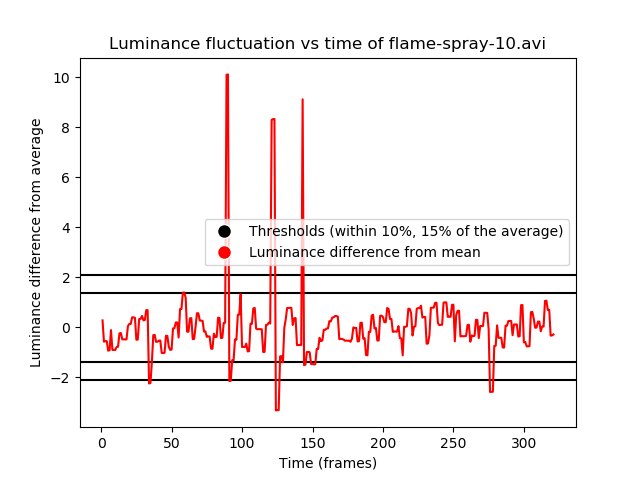 Luminance fluctuation vs time of flame-spray-10.avi
Luminance difference from average
10
8
6
4
2
0
−2
Thresholds (within 10%, 15% of the average)
Luminance difference from mean
0 50 100 150 200 250 300
Time (frames)